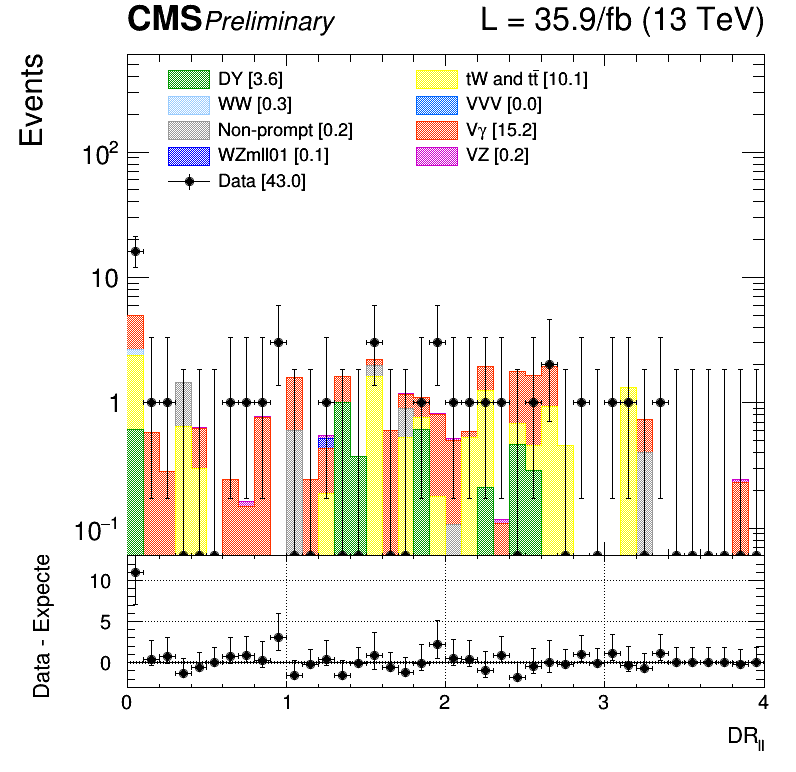 CMS Preliminary L = 35.9/fb (13 TeV)
Events
DY [3.6]
WW [0.3]
Non-prompt [0.2]
WZmll01 [0.1]
Data [43.0]
tW and tt̄ [10.1]
VVV [0.0]
Vγ [15.2]
VZ [0.2]
10²
10
1
10⁻¹
Data - Expecte
10
5
0
0 1 2 3 4
DRll